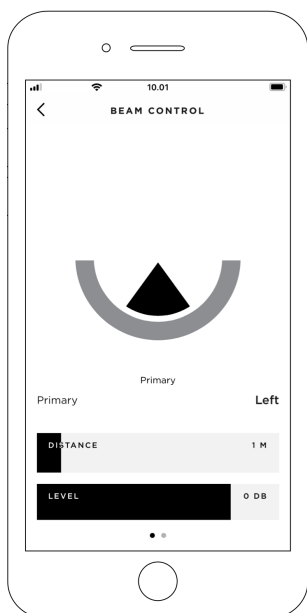 10.01
BEAM CONTROL
Primary
Primary Left
DISTANCE 1 M
LEVEL 0 DB